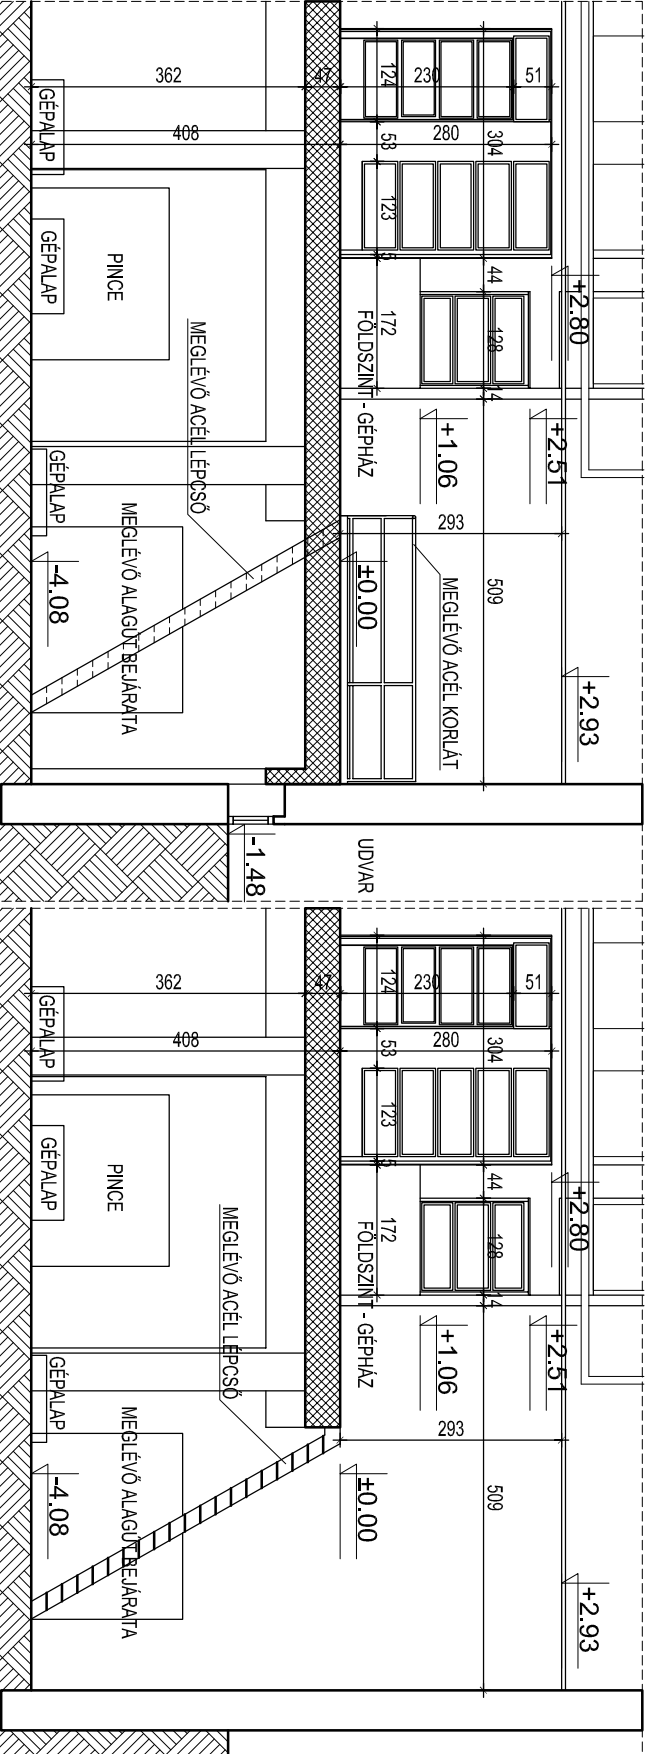 362
47
124
230
51
GÉPALAP
408
53
280
304
123
5
GÉPALAP
PINCE
44
+2.80
172
FÖLDSZINT - GÉPHÁZ
128
14
MEGLÉVŐ ACÉL LÉPCSŐ
+1.06
+2.51
GÉPALAP
293
MEGLÉVŐ ALAGÚT BEJÁRATA
-4.08
±0.00
509
MEGLÉVŐ ACÉL KORLÁT
+2.93
-1.48
UDVAR
362
47
124
230
51
GÉPALAP
408
53
280
304
123
5
GÉPALAP
PINCE
44
+2.80
172
FÖLDSZINT - GÉPHÁZ
128
14
MEGLÉVŐ ACÉL LÉPCSŐ
+1.06
+2.51
GÉPALAP
293
MEGLÉVŐ ALAGÚT BEJÁRATA
-4.08
±0.00
509
+2.93